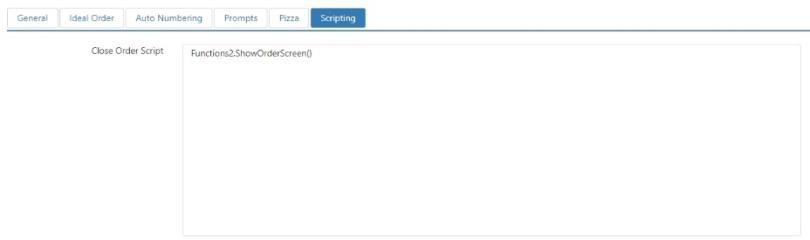 General Ideal Order Auto Numbering Prompts Pizza Scripting
Close Order Script Functions2.ShowOrderScreen()